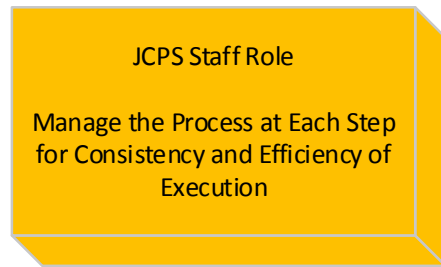 JCPS Staff Role
Manage the Process at Each Step
for Consistency and Efficiency of
Execution